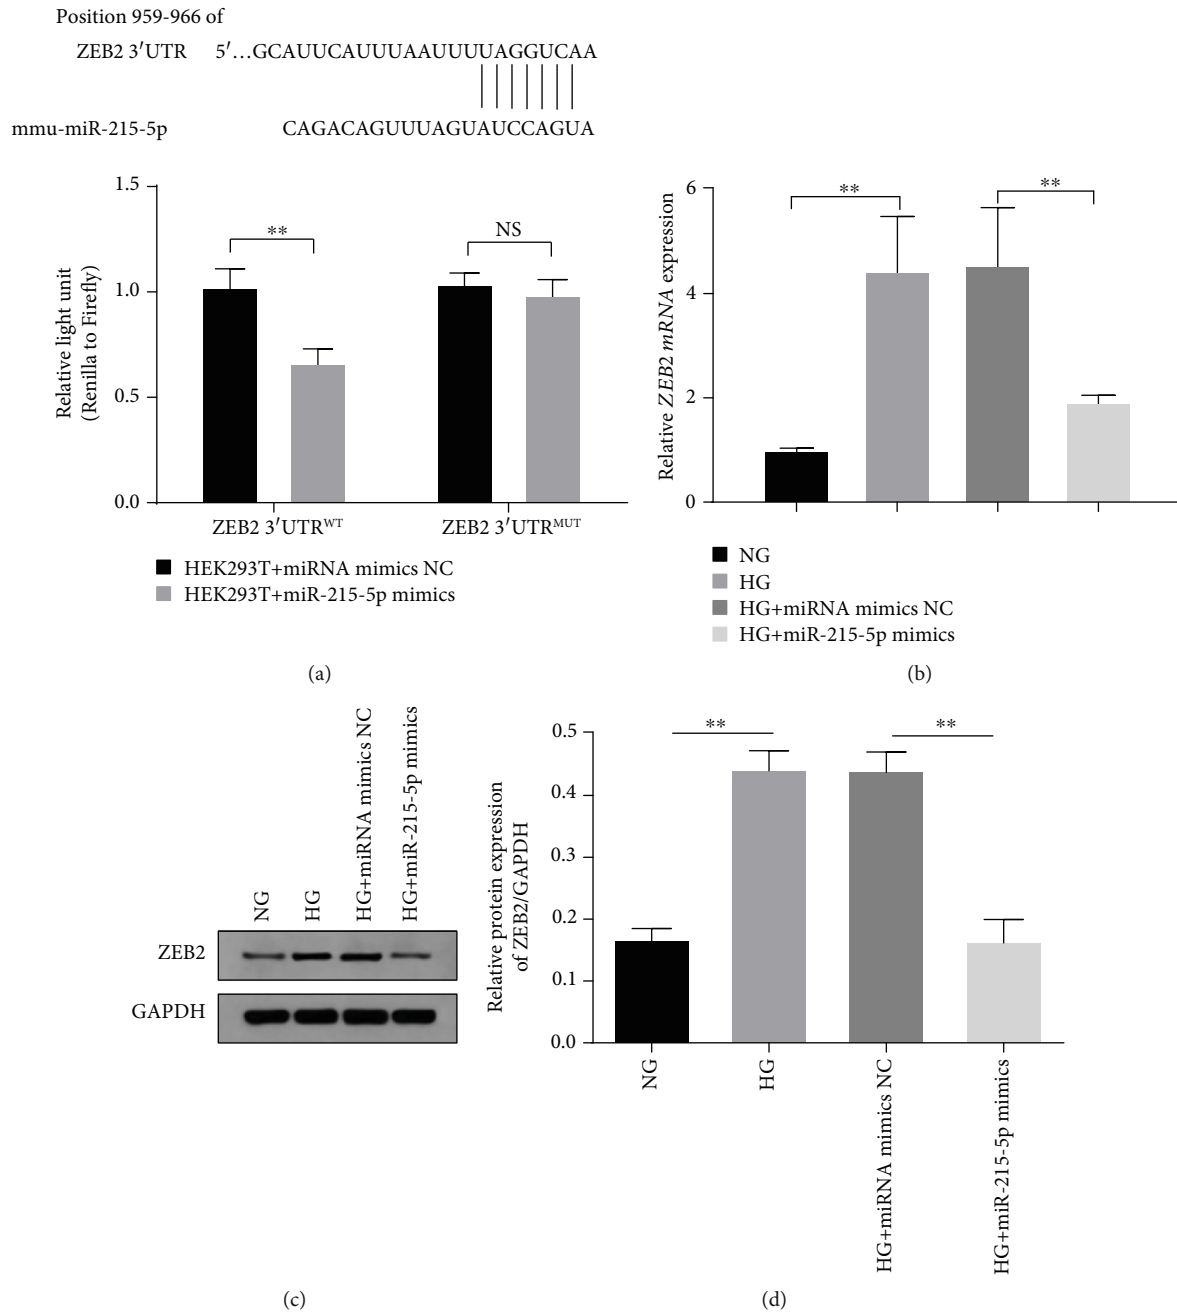 Position 959-966 of
ZEB2 3′UTR 5′…GCAUUCAUUUAAUUUUAGGUCAA
mmu-miR-215-5p CAGACAGUUUAGUAUCCAGUA
Relative light unit
(Renilla to Firefly)
1.5
1.0
0.5
0.0
**
NS
ZEB2 3′UTRWT
ZEB2 3′UTRMUT
HEK293T+miRNA mimics NC
HEK293T+miR-215-5p mimics
(a)
Relative ZEB2 mRNA expression
6
4
2
0
**
**
NG
HG
HG+miRNA mimics NC
HG+miR-215-5p mimics
(b)
NG
HG
HG+miRNA mimics NC
HG+miR-215-5p mimics
ZEB2
GAPDH
(c)
Relative protein expression
of ZEB2/GAPDH
0.5
0.4
0.3
0.2
0.1
0.0
**
**
NG
HG
HG+miRNA mimics NC
HG+miR-215-5p mimics
(d)